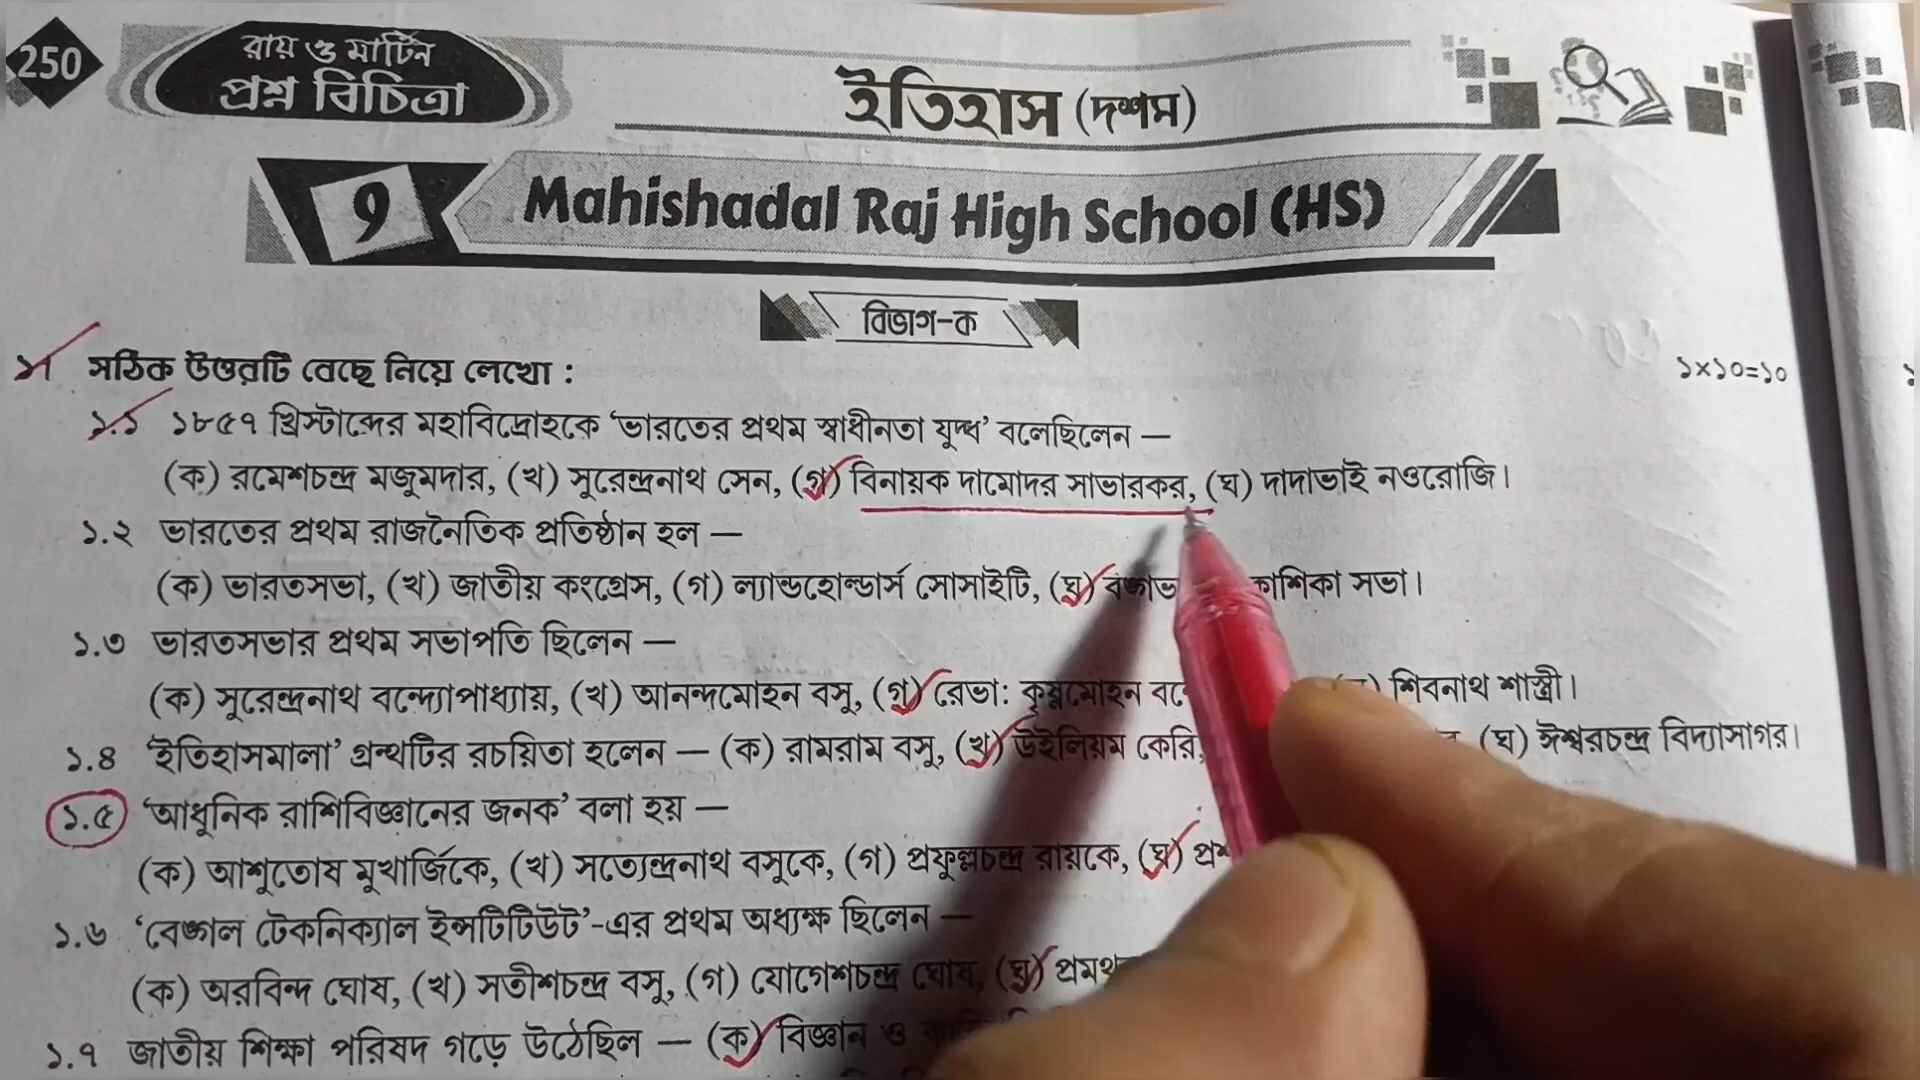 250
রায় ও মার্টিন
প্রশ্ন বিচিত্রা
ইতিহাস (দশম)
9 Mahishadal Raj High School (HS)
বিভাগ-ক
১। সঠিক উত্তরটি বেছে নিয়ে লেখো : ১×১০=১০
১.১ ১৮৫৭ খ্রিস্টাব্দের মহাবিদ্রোহকে ‘ভারতের প্রথম স্বাধীনতা যুদ্ধ’ বলেছিলেন —
(ক) রমেশচন্দ্র মজুমদার, (খ) সুরেন্দ্রনাথ সেন, (গ) বিনায়ক দামোদর সাভারকর, (ঘ) দাদাভাই নওরোজি।
১.২ ভারতের প্রথম রাজনৈতিক প্রতিষ্ঠান হল —
(ক) ভারতসভা, (খ) জাতীয় কংগ্রেস, (গ) ল্যান্ডহোল্ডার্স সোসাইটি, (ঘ) সভা।
১.৩ ভারতসভার প্রথম সভাপতি ছিলেন —
(ক) সুরেন্দ্রনাথ বন্দ্যোপাধ্যায়, (খ) আনন্দমোহন বসু, (গ) রেভা: কৃষ্ণমোহন শিবনাথ শাস্ত্রী।
১.৪ ‘ইতিহাসমালা’ গ্রন্থটির রচয়িতা হলেন — (ক) রামরাম বসু, (খ) উইলিয়ম কেরি, (ঘ) ঈশ্বরচন্দ্র বিদ্যাসাগর।
১.৫ ‘আধুনিক রাশিবিজ্ঞানের জনক’ বলা হয় —
(ক) আশুতোষ মুখার্জিকে, (খ) সত্যেন্দ্রনাথ বসুকে, (গ) প্রফুল্লচন্দ্র রায়কে, (ঘ)
১.৬ ‘বেঙ্গল টেকনিক্যাল ইন্সটিটিউট’-এর প্রথম অধ্যক্ষ ছিলেন —
(ক) অরবিন্দ ঘোষ, (খ) সতীশচন্দ্র বসু, (গ) যোগেশচন্দ্র ঘোষ, (ঘ)
১.৭ জাতীয় শিক্ষা পরিষদ গড়ে উঠেছিল — (ক) বিজ্ঞান ও